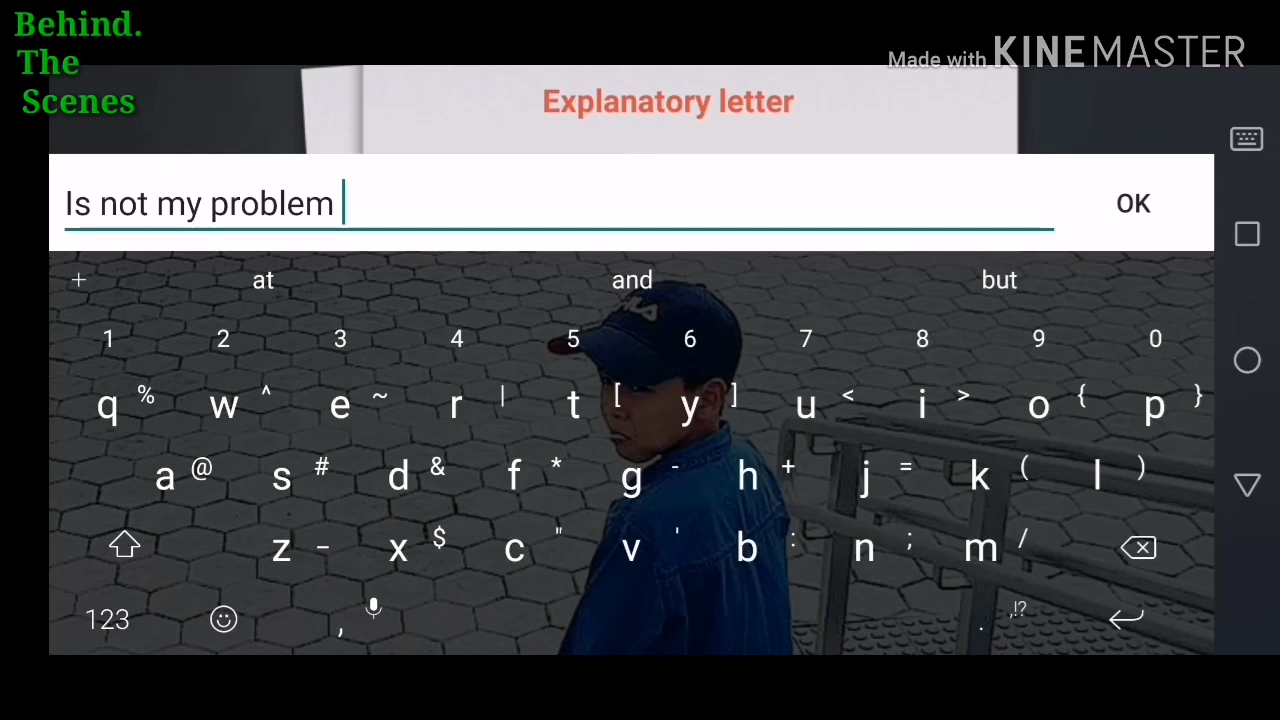 Behind.
The
Scenes
Made with KINEMASTER
Explanatory letter
Is not my problem
OK
+ at and but
1 2 3 4 5 6 7 8 9 0
q % w ^ e ~ r | t [ y ] u < i > o { p }
a @ s # d & f * g - h + j = k ( l )
z _ x $ c " v ' b : n ; m /
123 , . ,!?